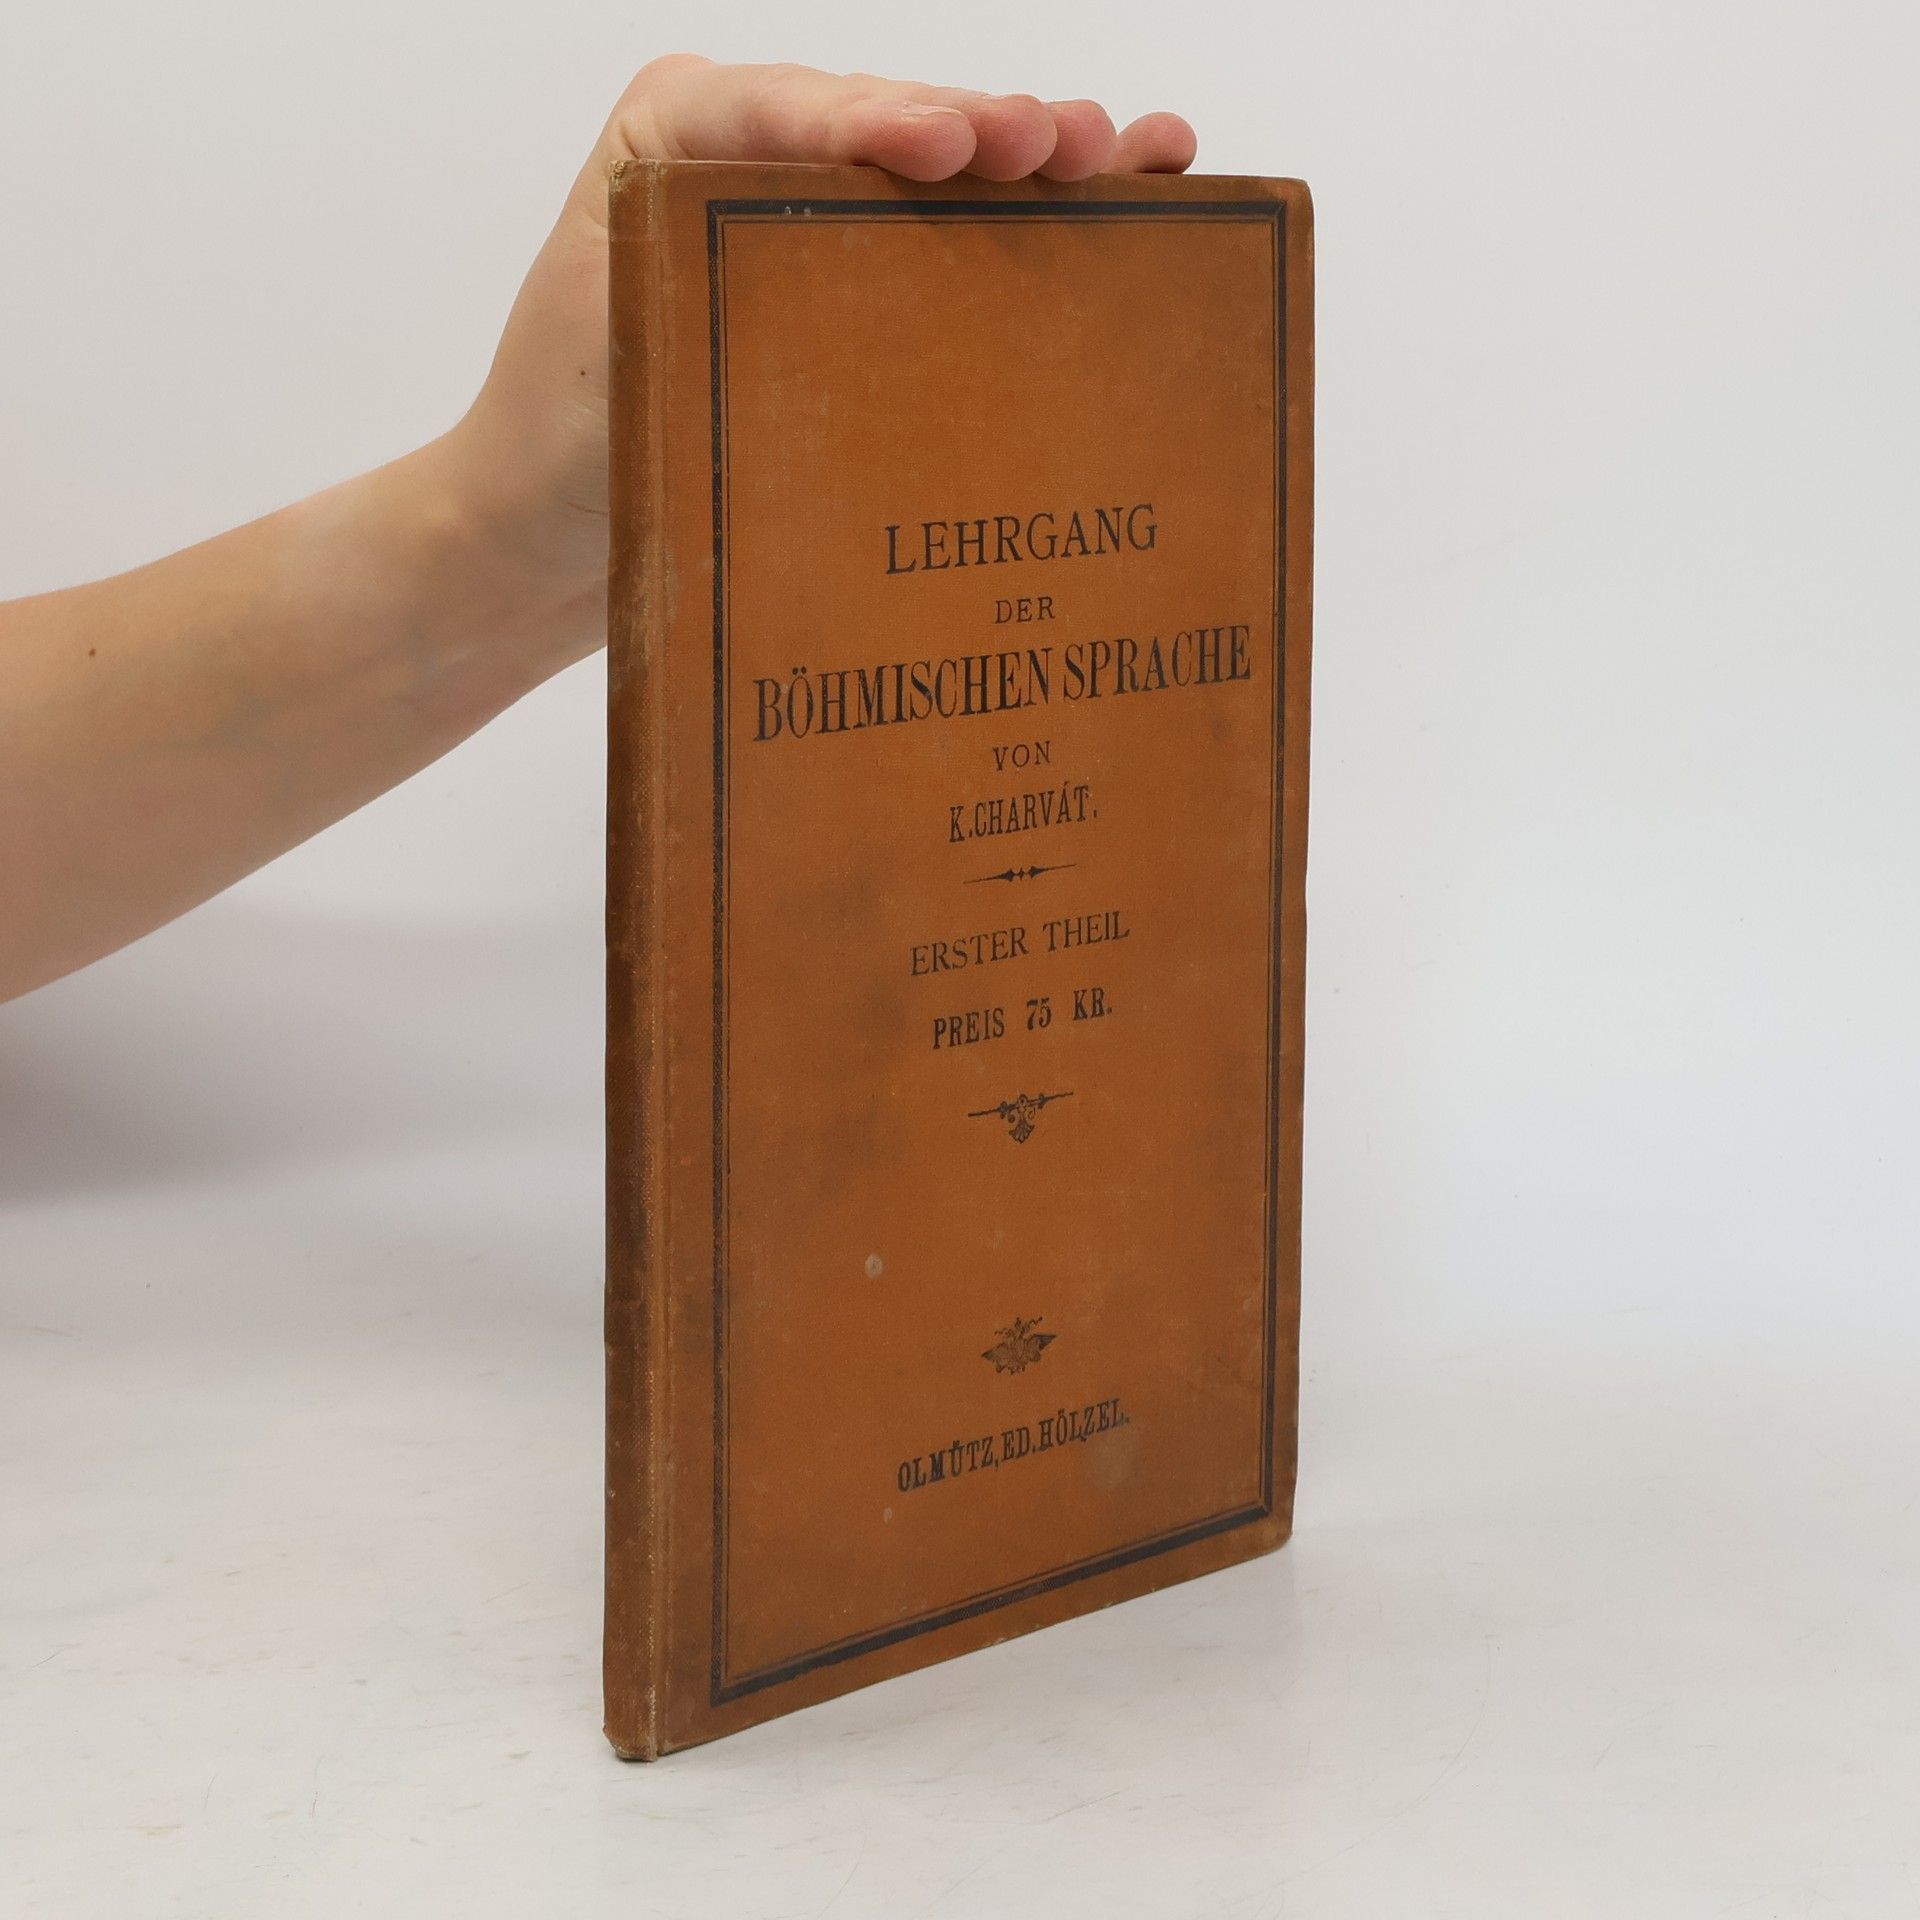 LEHRGANG
DER
BÖHMISCHEN SPRACHE
VON
K. CHARVÁT.
ERSTER THEIL
PREIS 75 KR.
OLMÜTZ, ED. HÖLZEL.